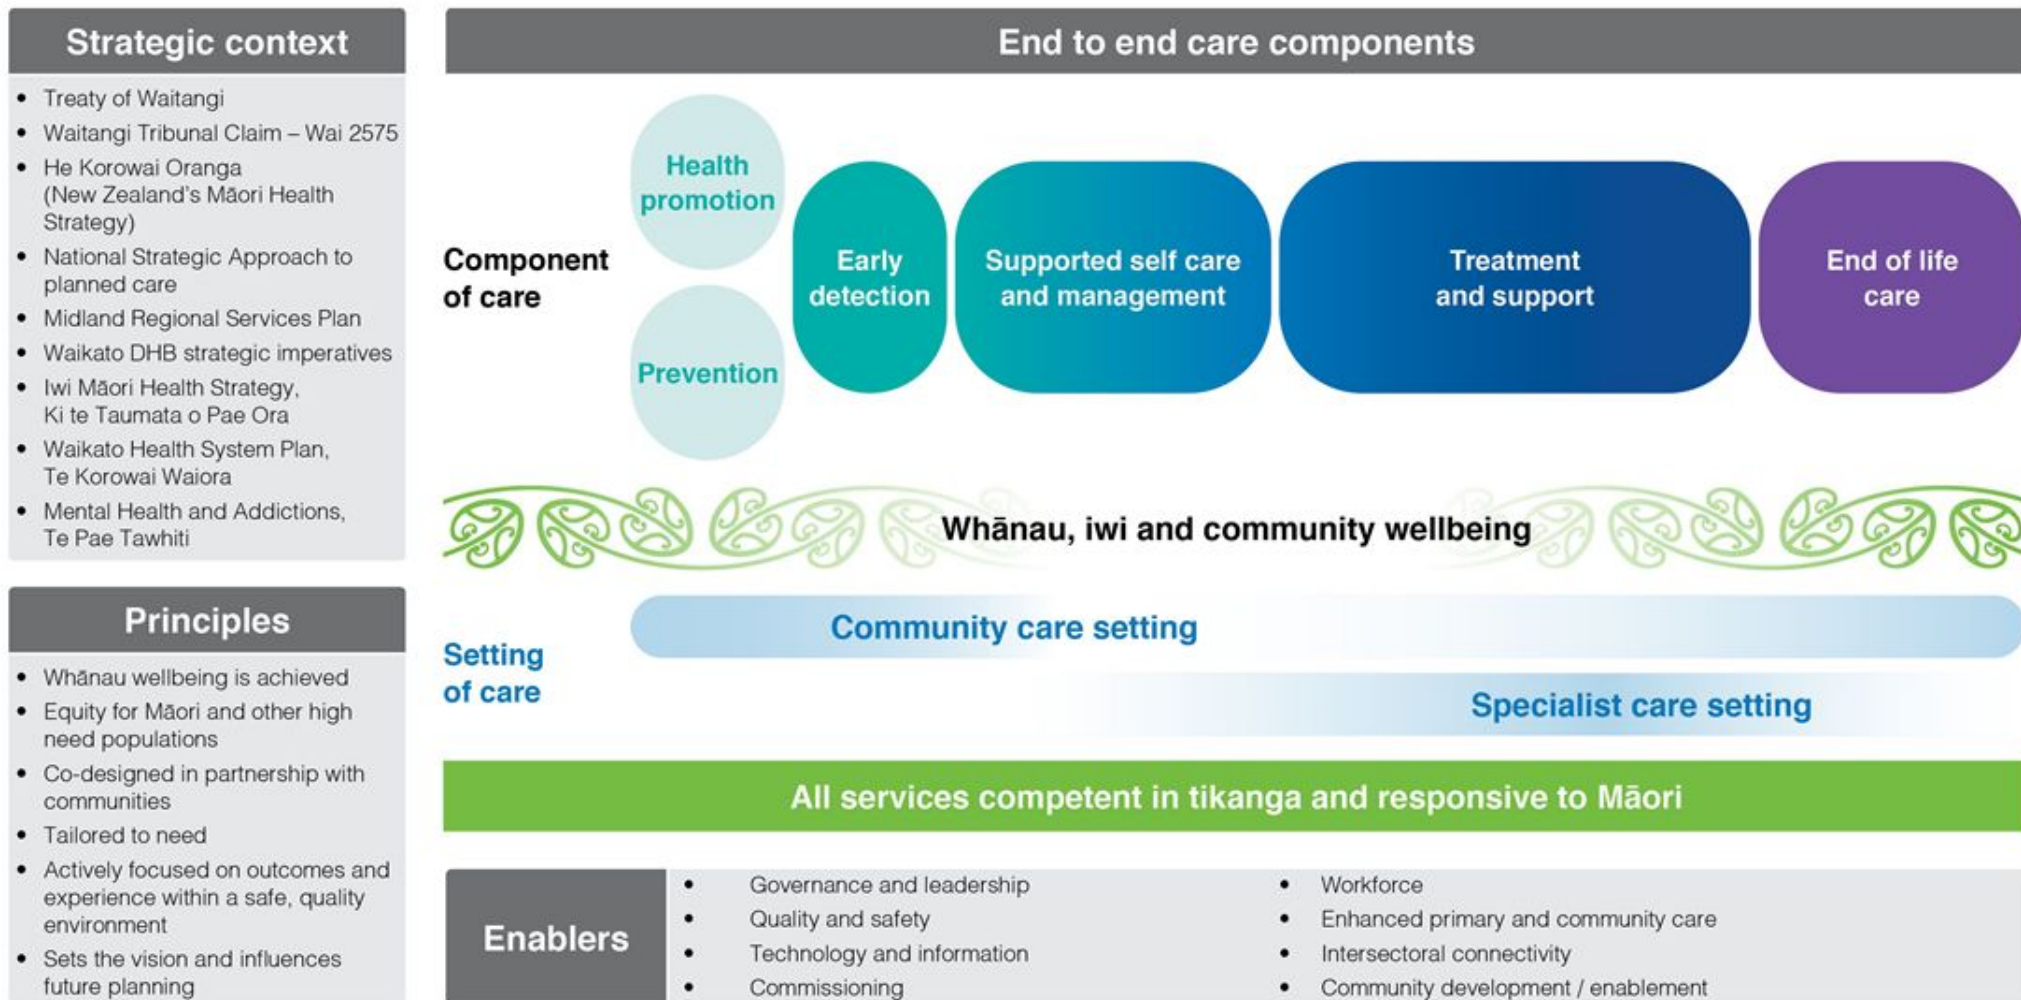 Strategic context
• Treaty of Waitangi
• Waitangi Tribunal Claim – Wai 2575
• He Korowai Oranga
(New Zealand's Māori Health
Strategy)
• National Strategic Approach to
planned care
• Midland Regional Services Plan
• Waikato DHB strategic imperatives
• Iwi Māori Health Strategy,
Ki te Taumata o Pae Ora
• Waikato Health System Plan,
Te Korowai Waiora
• Mental Health and Addictions,
Te Pae Tawhiti
Principles
• Whānau wellbeing is achieved
• Equity for Māori and other high
need populations
• Co-designed in partnership with
communities
• Tailored to need
• Actively focused on outcomes and
experience within a safe, quality
environment
• Sets the vision and influences
future planning
End to end care components
Component
of care
Health
promotion
Prevention
Early
detection
Supported self care
and management
Treatment
and support
End of life
care
Whānau, iwi and community wellbeing
Setting
of care
Community care setting
Specialist care setting
All services competent in tikanga and responsive to Māori
Enablers
• Governance and leadership
• Quality and safety
• Technology and information
• Commissioning
• Workforce
• Enhanced primary and community care
• Intersectoral connectivity
• Community development / enablement